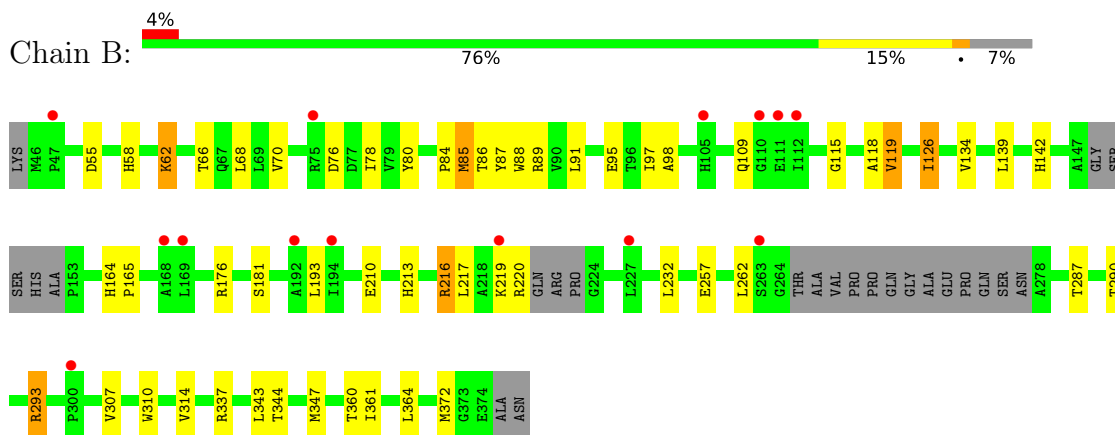 4%
Chain B:
76% 15% • 7%
LYS M46 P47 D55 H58 K62 T66 Q67 L68 L69 V70 R75 D76 D77 I78 V79 Y80 P84 M85 T86 Y87 W88 R89 V90 L91 E95 T96 I97 A98 H105 Q109 G110 E111 I112 G115 A118 V119 I126 V134 L139 H142 A147 GLY SER
SER HIS ALA P153 H164 P165 A168 L169 R176 S181 A192 L193 I194 E210 H213 R216 L217 A218 K219 R220 GLN ARG PRO G224 L227 L232 E257 L262 S263 G264 THR ALA VAL PRO PRO GLN GLY ALA GLU PRO GLN SER ASN A278 T287
R293 P300 V307 W310 V314 R337 L343 T344 M347 T360 I361 L364 M372 G373 E374 ALA ASN